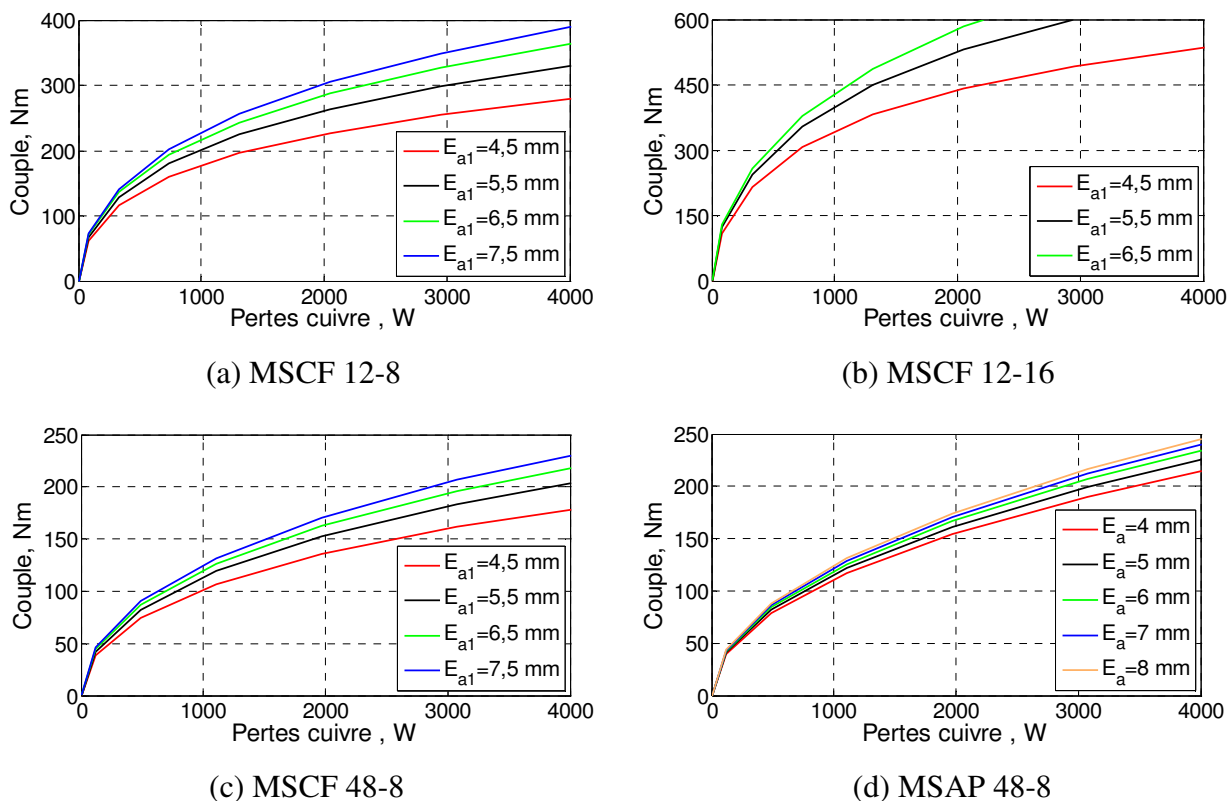 400
300
200
100
0
Couple, Nm
0 1000 2000 3000 4000
Pertes cuivre , W
E_a1=4,5 mm
E_a1=5,5 mm
E_a1=6,5 mm
E_a1=7,5 mm
(a) MSCF 12-8
600
450
300
150
0
Couple, Nm
0 1000 2000 3000 4000
Pertes cuivre , W
E_a1=4,5 mm
E_a1=5,5 mm
E_a1=6,5 mm
(b) MSCF 12-16
250
200
150
100
50
0
Couple, Nm
0 1000 2000 3000 4000
Pertes cuivre , W
E_a1=4,5 mm
E_a1=5,5 mm
E_a1=6,5 mm
E_a1=7,5 mm
(c) MSCF 48-8
250
200
150
100
50
0
Couple, Nm
0 1000 2000 3000 4000
Pertes cuivre , W
E_a=4 mm
E_a=5 mm
E_a=6 mm
E_a=7 mm
E_a=8 mm
(d) MSAP 48-8